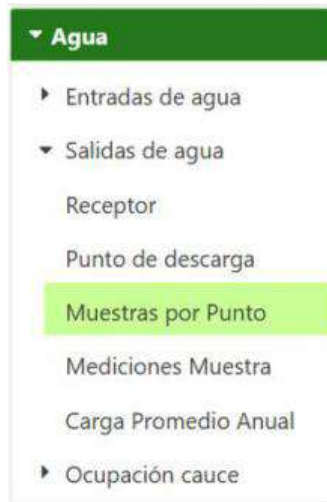 Agua
Entradas de agua
Salidas de agua
Receptor
Punto de descarga
Muestras por Punto
Mediciones Muestra
Carga Promedio Anual
Ocupación cauce